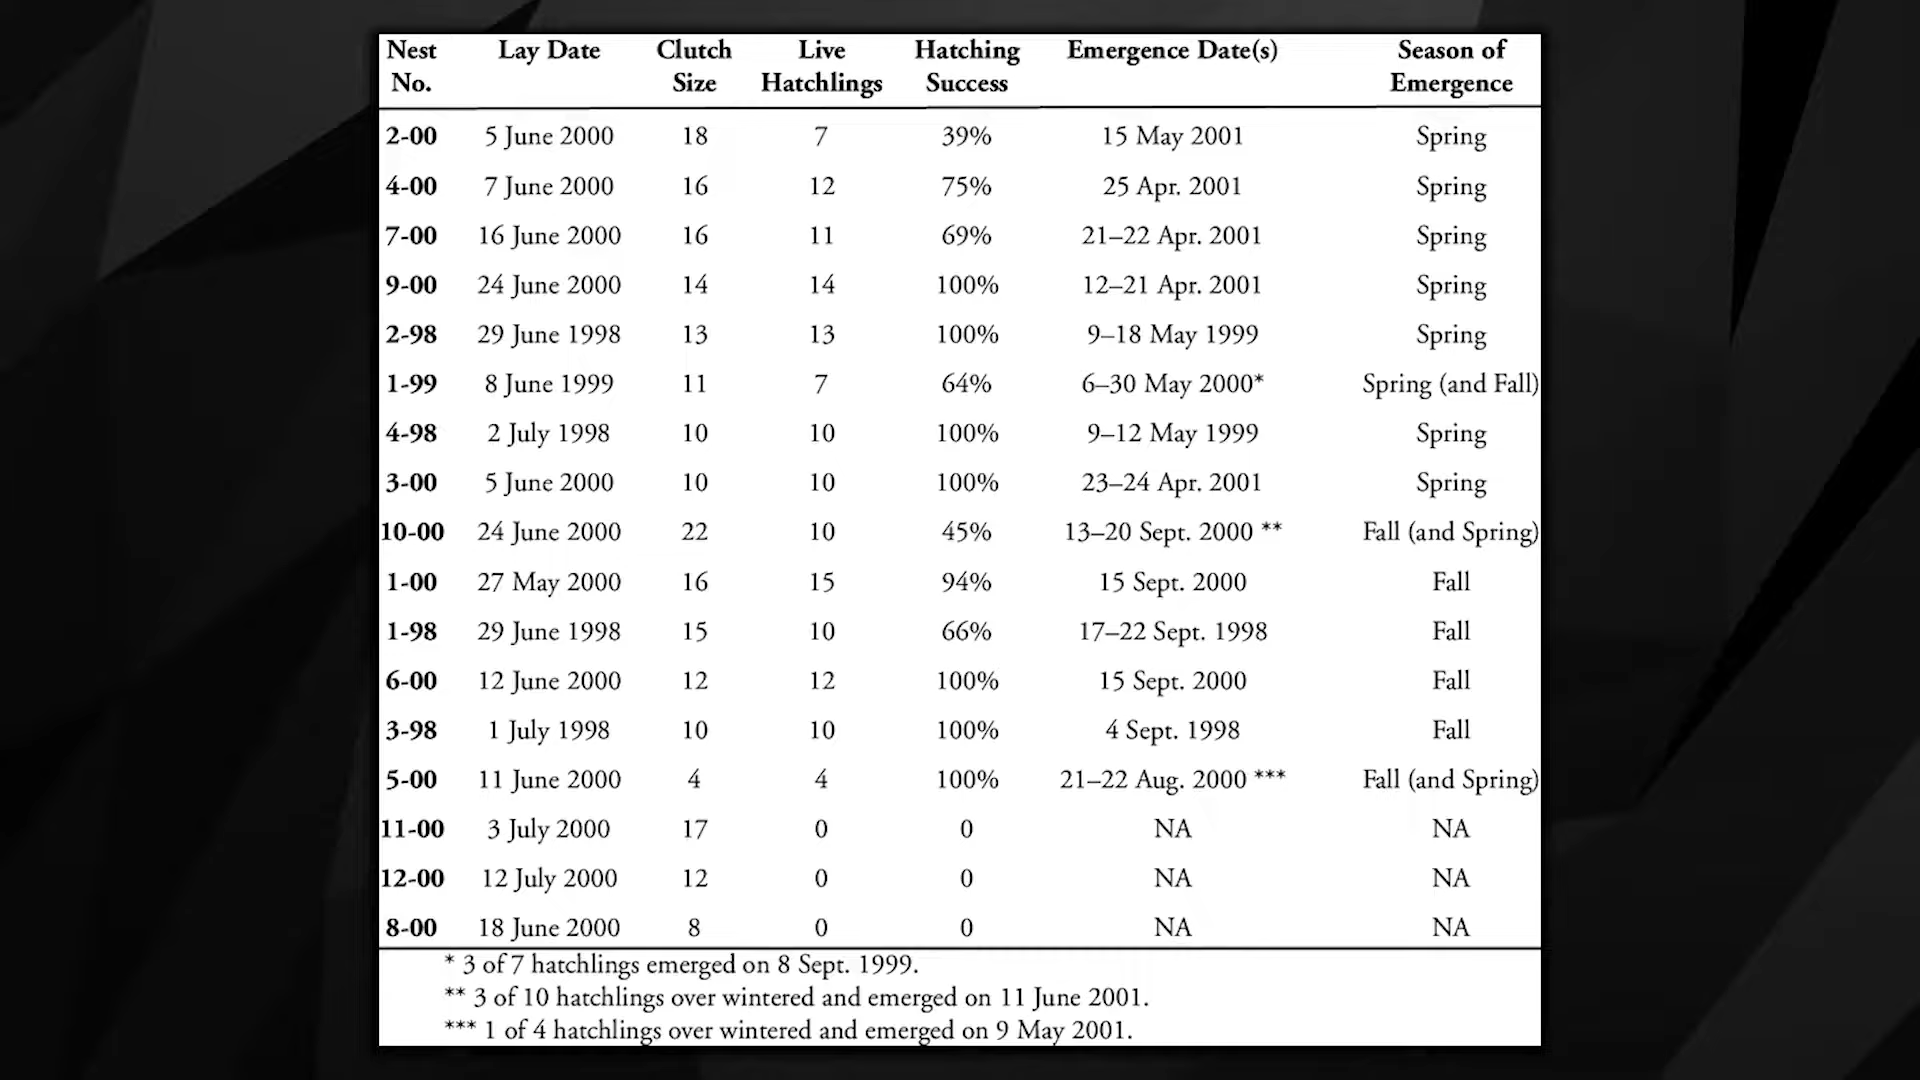 Nest No. Lay Date Clutch Size Live Hatchlings Hatching Success Emergence Date(s) Season of Emergence
2-00 5 June 2000 18 7 39% 15 May 2001 Spring
4-00 7 June 2000 16 12 75% 25 Apr. 2001 Spring
7-00 16 June 2000 16 11 69% 21–22 Apr. 2001 Spring
9-00 24 June 2000 14 14 100% 12–21 Apr. 2001 Spring
2-98 29 June 1998 13 13 100% 9–18 May 1999 Spring
1-99 8 June 1999 11 7 64% 6–30 May 2000* Spring (and Fall)
4-98 2 July 1998 10 10 100% 9–12 May 1999 Spring
3-00 5 June 2000 10 10 100% 23–24 Apr. 2001 Spring
10-00 24 June 2000 22 10 45% 13–20 Sept. 2000 ** Fall (and Spring)
1-00 27 May 2000 16 15 94% 15 Sept. 2000 Fall
1-98 29 June 1998 15 10 66% 17–22 Sept. 1998 Fall
6-00 12 June 2000 12 12 100% 15 Sept. 2000 Fall
3-98 1 July 1998 10 10 100% 4 Sept. 1998 Fall
5-00 11 June 2000 4 4 100% 21–22 Aug. 2000 *** Fall (and Spring)
11-00 3 July 2000 17 0 0 NA NA
12-00 12 July 2000 12 0 0 NA NA
8-00 18 June 2000 8 0 0 NA NA
* 3 of 7 hatchlings emerged on 8 Sept. 1999.
** 3 of 10 hatchlings over wintered and emerged on 11 June 2001.
*** 1 of 4 hatchlings over wintered and emerged on 9 May 2001.